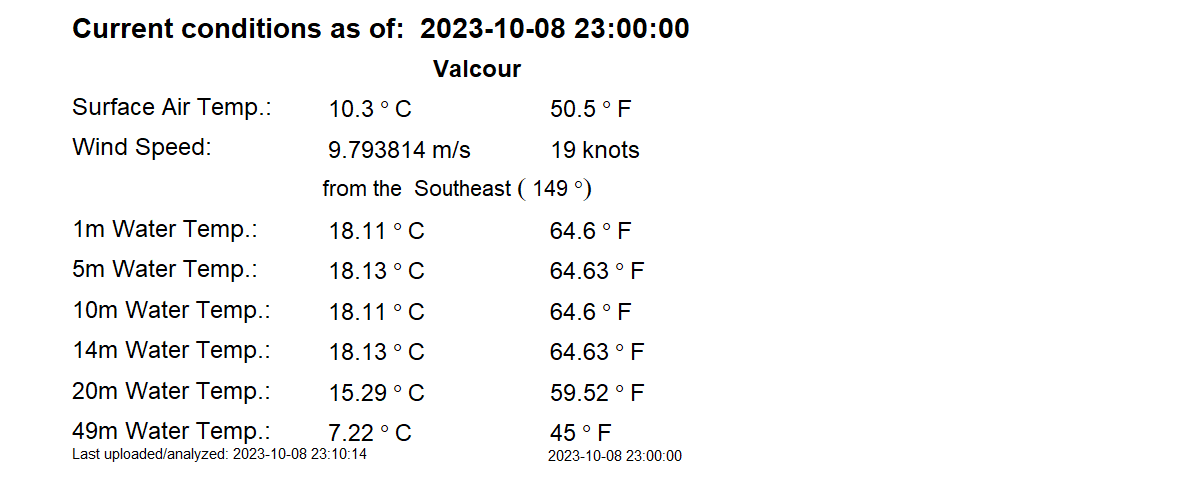 Current conditions as of:  2023-10-08 23:00:00
Valcour
Surface Air Temp.: 10.3 ° C 50.5 ° F
Wind Speed: 9.793814 m/s 19 knots
from the  Southeast ( 149 °)
1m Water Temp.: 18.11 ° C 64.6 ° F
5m Water Temp.: 18.13 ° C 64.63 ° F
10m Water Temp.: 18.11 ° C 64.6 ° F
14m Water Temp.: 18.13 ° C 64.63 ° F
20m Water Temp.: 15.29 ° C 59.52 ° F
49m Water Temp.: 7.22 ° C 45 ° F
Last uploaded/analyzed: 2023-10-08 23:10:14 2023-10-08 23:00:00